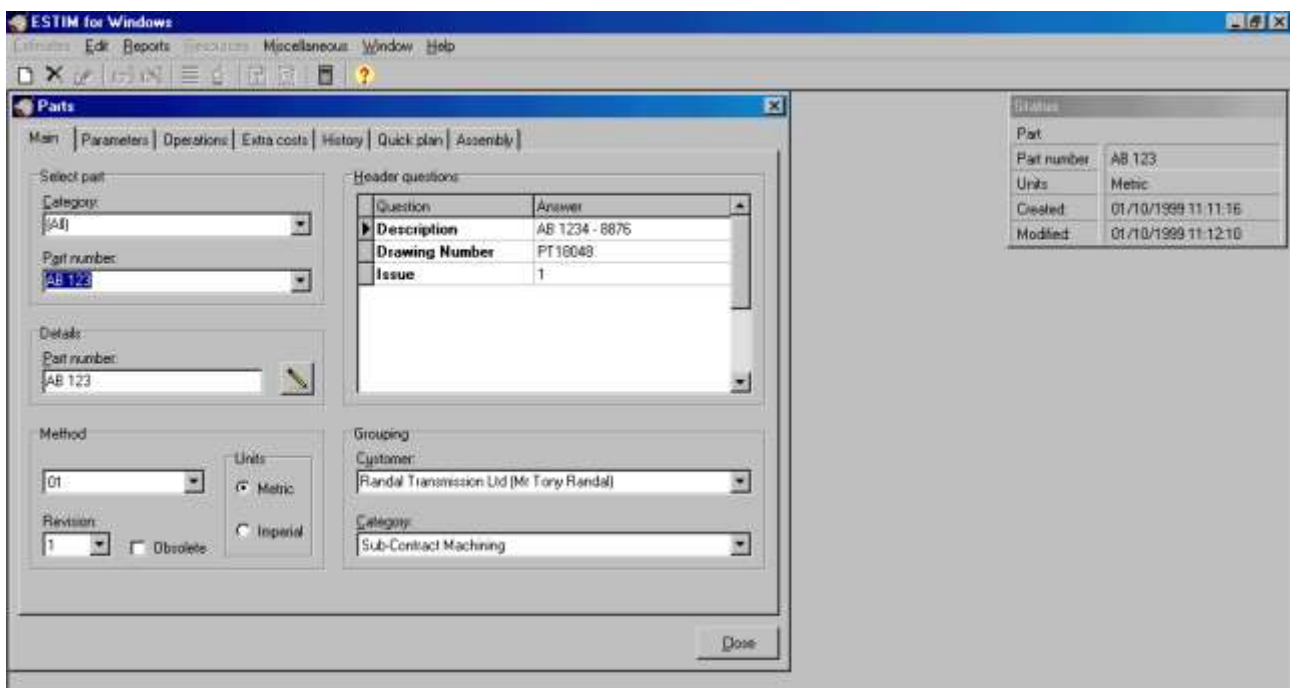 ESTIM for Windows
Estimates Edit Reports Resources Miscellaneous Window Help
Parts
Main Parameters Operations Extra costs History Quick plan Assembly
Select part
Category:
(All)
Part number:
AB 123
Details
Part number:
AB 123
Method
01
Revision:
1
Obsolete
Units
Metric
Imperial
Header questions
Question Answer
Description AB 1234 - 8876
Drawing Number PT18048
Issue 1
Grouping
Customer:
Randal Transmission Ltd (Mr Tony Randal)
Category:
Sub-Contract Machining
Close
Status
Part
Part number AB 123
Units Metric
Created: 01/10/1999 11:11:16
Modified: 01/10/1999 11:12:10